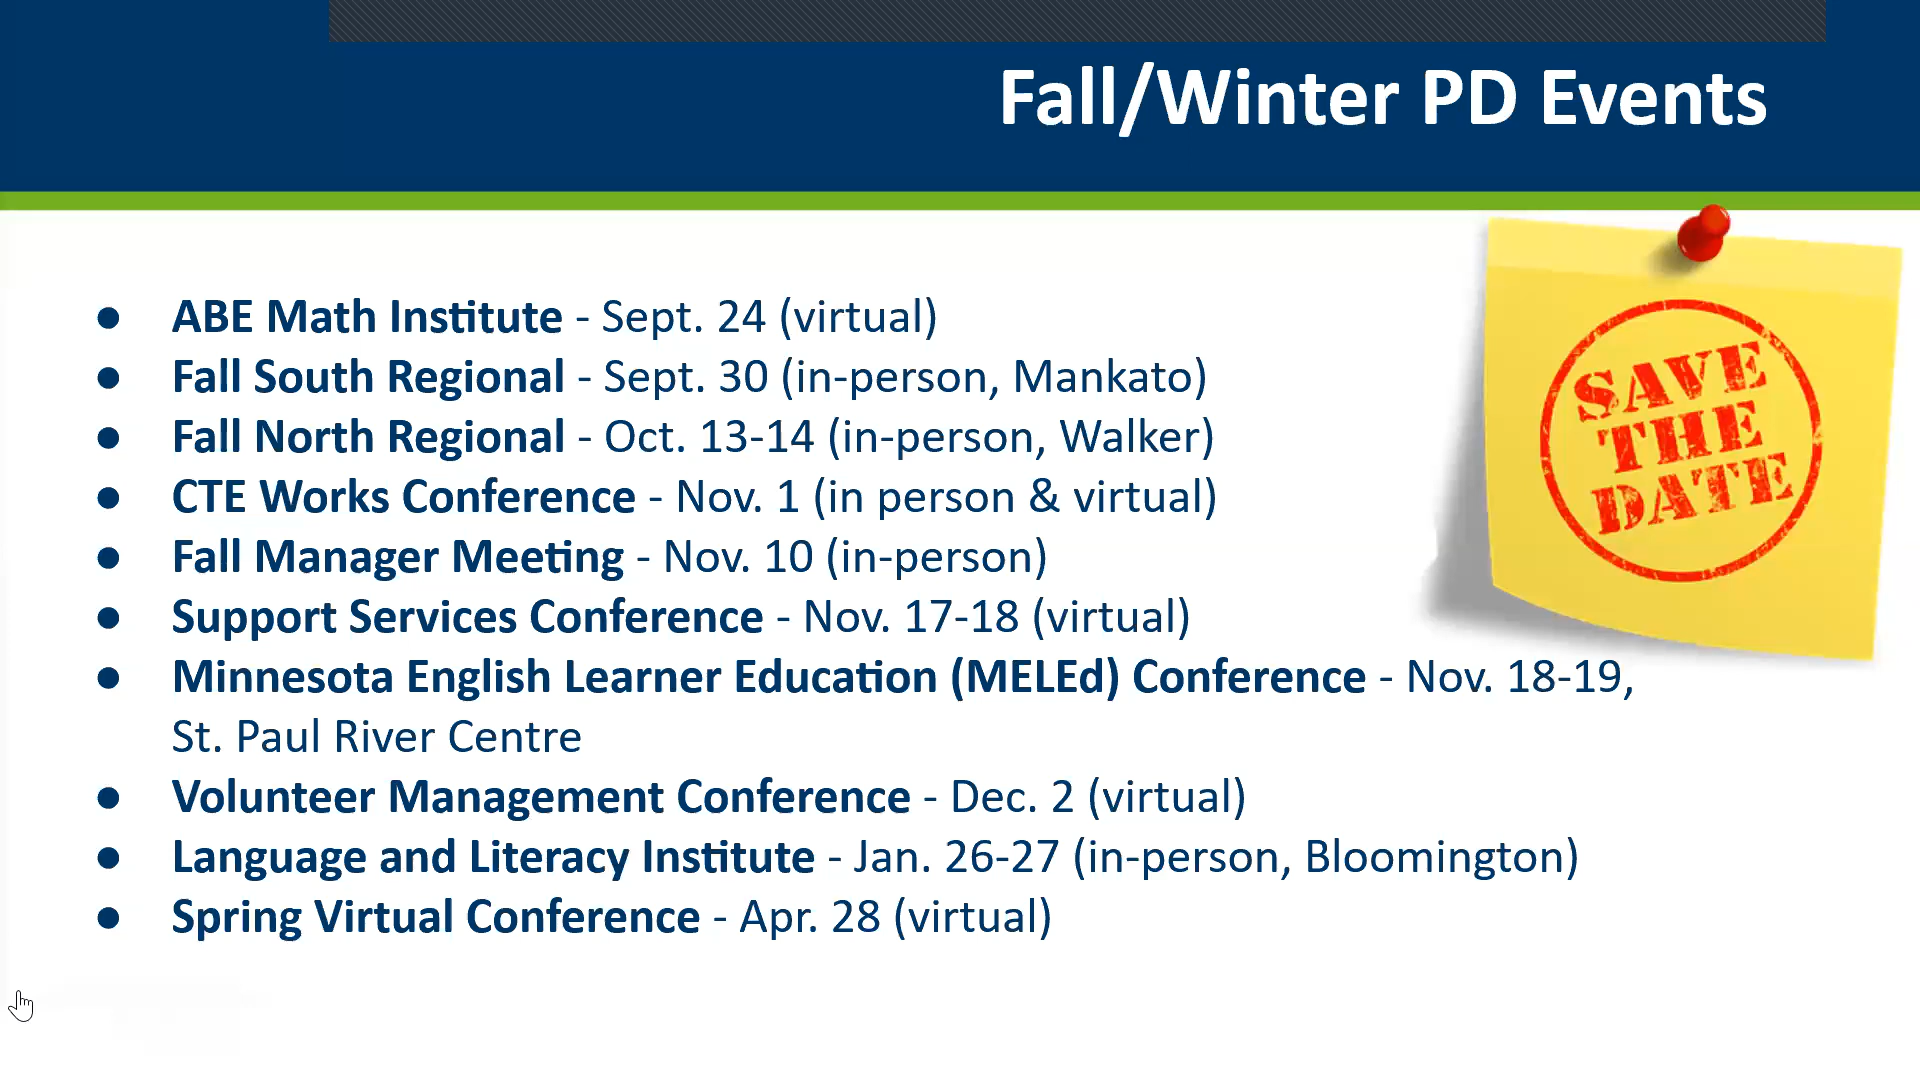 Fall/Winter PD Events
● ABE Math Institute - Sept. 24 (virtual)
● Fall South Regional - Sept. 30 (in-person, Mankato)
● Fall North Regional - Oct. 13-14 (in-person, Walker)
● CTE Works Conference - Nov. 1 (in person & virtual)
● Fall Manager Meeting - Nov. 10 (in-person)
● Support Services Conference - Nov. 17-18 (virtual)
● Minnesota English Learner Education (MELEd) Conference - Nov. 18-19,
St. Paul River Centre
● Volunteer Management Conference - Dec. 2 (virtual)
● Language and Literacy Institute - Jan. 26-27 (in-person, Bloomington)
● Spring Virtual Conference - Apr. 28 (virtual)
SAVE
THE
DATE